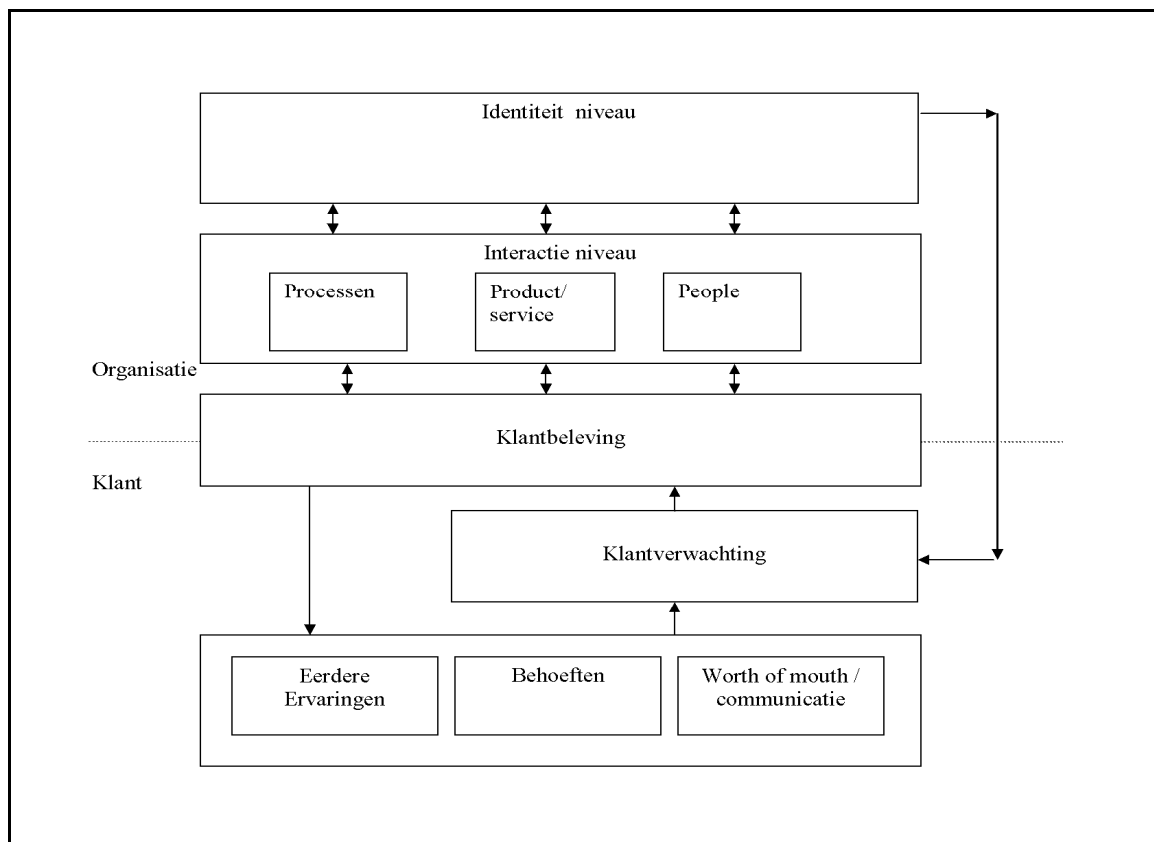 Identiteit niveau
Interactie niveau
Processen
Product/
service
People
Organisatie
Klantbeleving
Klant
Klantverwachting
Eerdere
Ervaringen
Behoeften
Worth of mouth /
communicatie